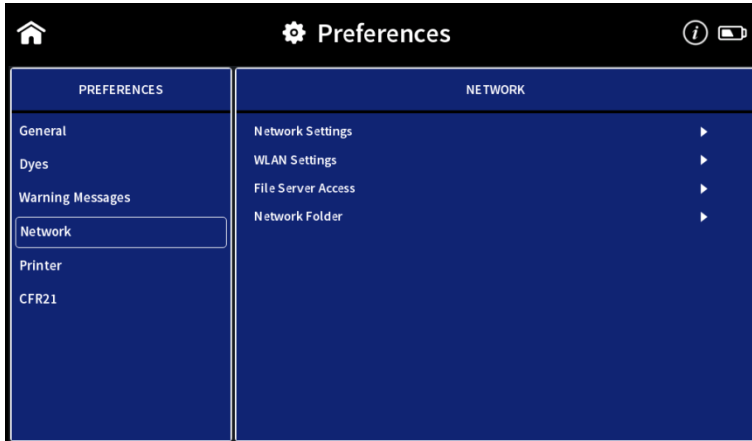 Preferences
i
PREFERENCES
General
Dyes
Warning Messages
Network
Printer
CFR21
NETWORK
Network Settings
WLAN Settings
File Server Access
Network Folder